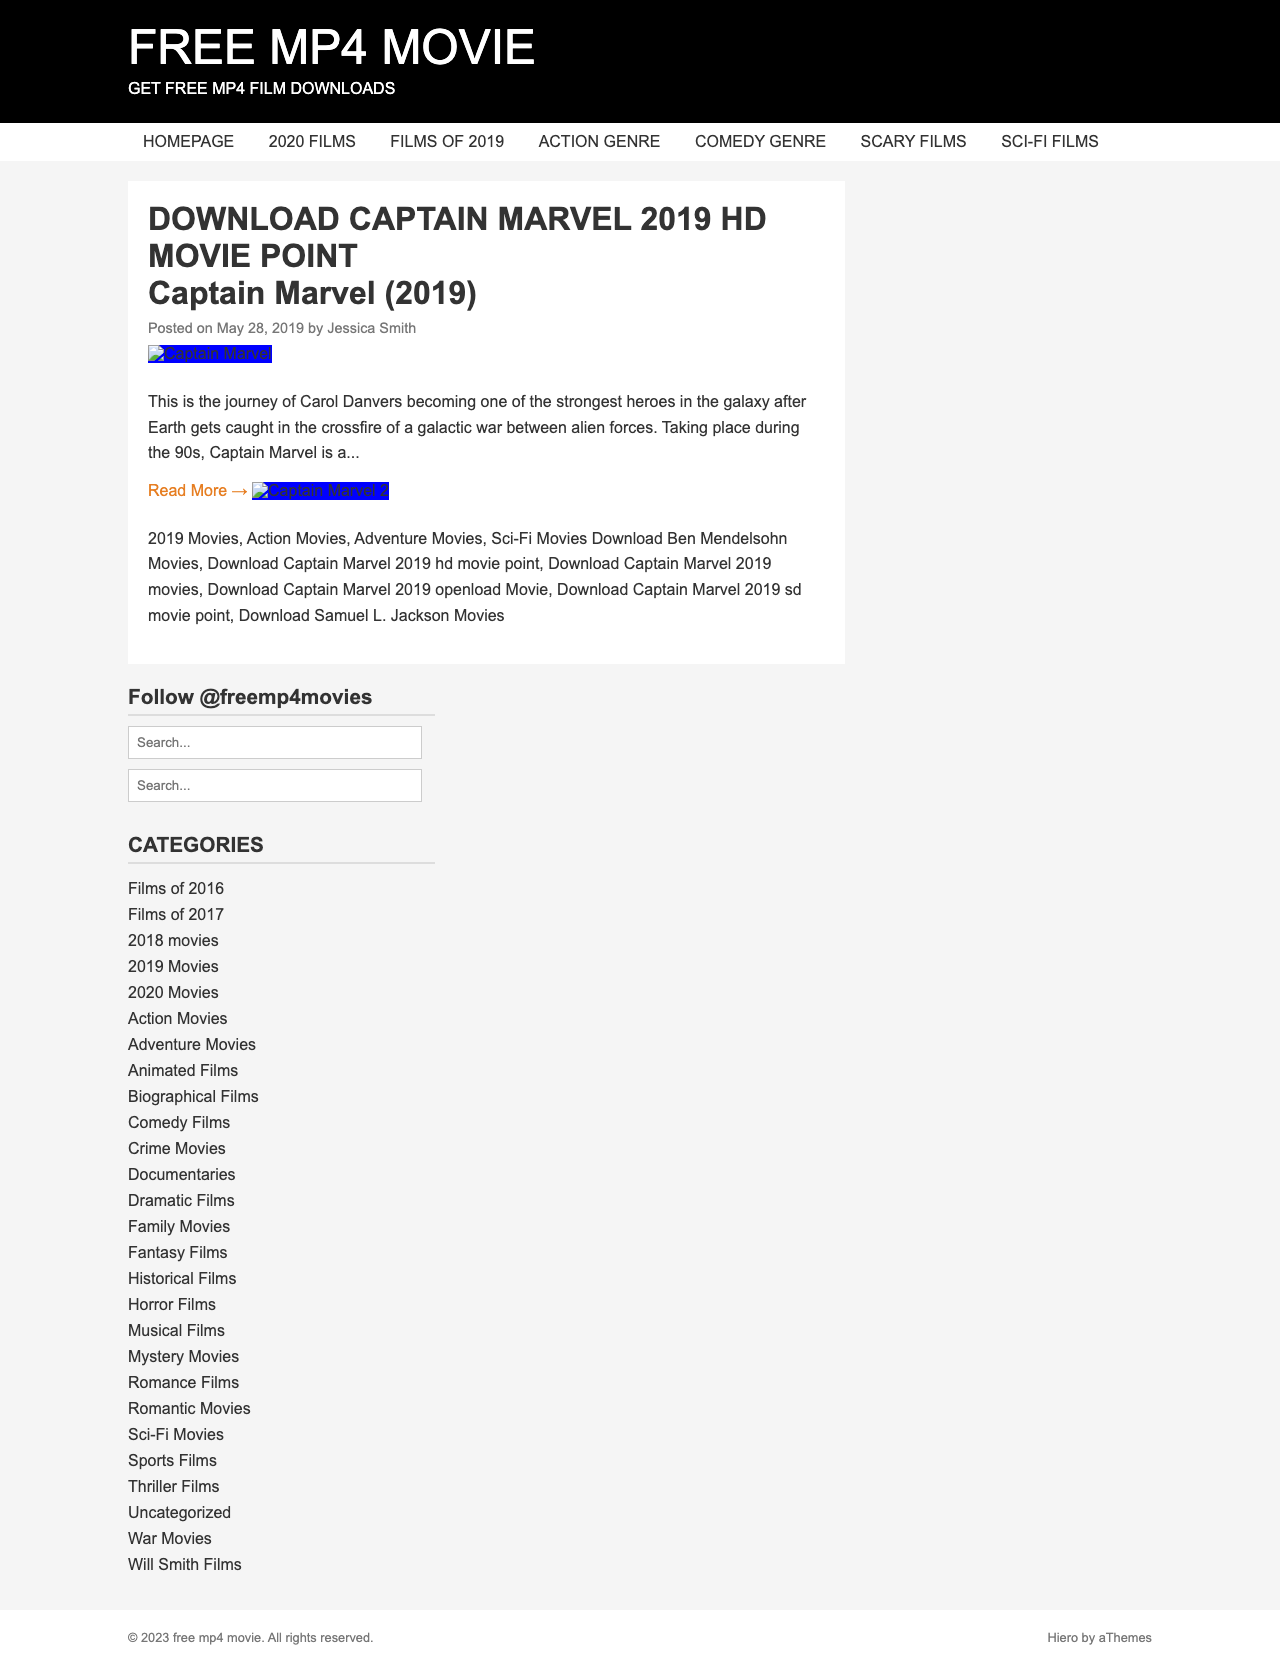 FREE MP4 MOVIE
GET FREE MP4 FILM DOWNLOADS
HOMEPAGE 2020 FILMS FILMS OF 2019 ACTION GENRE COMEDY GENRE SCARY FILMS SCI-FI FILMS
DOWNLOAD CAPTAIN MARVEL 2019 HD
MOVIE POINT
Captain Marvel (2019)
Posted on May 28, 2019 by Jessica Smith
Captain Marvel
This is the journey of Carol Danvers becoming one of the strongest heroes in the galaxy after
Earth gets caught in the crossfire of a galactic war between alien forces. Taking place during
the 90s, Captain Marvel is a...
Read More → Captain Marvel 2
2019 Movies, Action Movies, Adventure Movies, Sci-Fi Movies Download Ben Mendelsohn
Movies, Download Captain Marvel 2019 hd movie point, Download Captain Marvel 2019
movies, Download Captain Marvel 2019 openload Movie, Download Captain Marvel 2019 sd
movie point, Download Samuel L. Jackson Movies
Follow @freemp4movies
Search...
Search...
CATEGORIES
Films of 2016
Films of 2017
2018 movies
2019 Movies
2020 Movies
Action Movies
Adventure Movies
Animated Films
Biographical Films
Comedy Films
Crime Movies
Documentaries
Dramatic Films
Family Movies
Fantasy Films
Historical Films
Horror Films
Musical Films
Mystery Movies
Romance Films
Romantic Movies
Sci-Fi Movies
Sports Films
Thriller Films
Uncategorized
War Movies
Will Smith Films
© 2023 free mp4 movie. All rights reserved. Hiero by aThemes